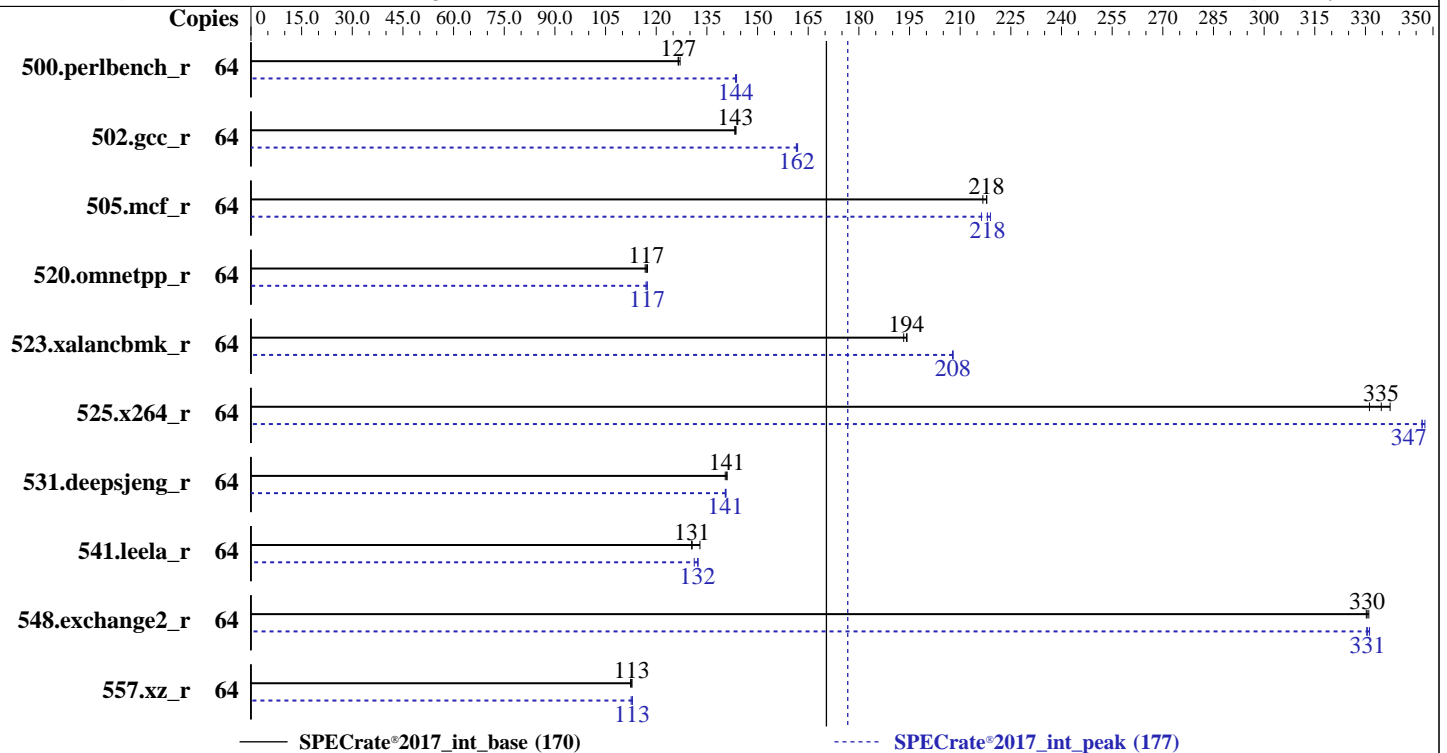 Copies 0 15.0 30.0 45.0 60.0 75.0 90.0 105 120 135 150 165 180 195 210 225 240 255 270 285 300 315 330 350
127
500.perlbench_r 64
144
143
502.gcc_r 64
162
218
505.mcf_r 64
218
117
520.omnetpp_r 64
117
194
523.xalancbmk_r 64
208
335
525.x264_r 64
347
141
531.deepsjeng_r 64
141
131
541.leela_r 64
132
330
548.exchange2_r 64
331
113
557.xz_r 64
113
SPECrate®2017_int_base (170) SPECrate®2017_int_peak (177)